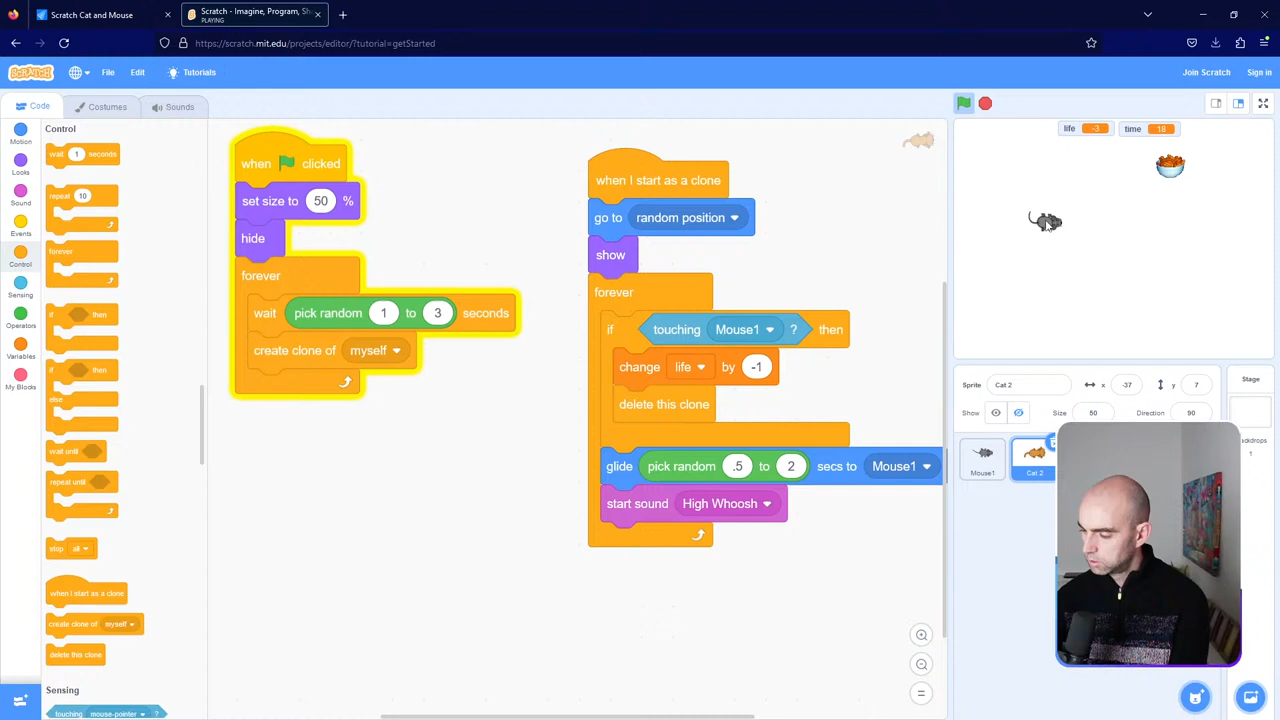 Scratch Cat and Mouse
Scratch - Imagine, Program, Sh
PLAYING
https://scratch.mit.edu/projects/editor/?tutorial=getStarted
SCRATCH
File
Edit
Tutorials
Join Scratch
Sign in
Code
Costumes
Sounds
Motion
Looks
Sound
Events
Control
Sensing
Operators
Variables
My Blocks
Control
wait 1 seconds
repeat 10
forever
if then
if then
else
wait until
repeat until
stop all
when I start as a clone
create clone of myself
delete this clone
Sensing
touching mouse-pointer ?
when clicked
set size to 50 %
hide
forever
wait pick random 1 to 3 seconds
create clone of myself
when I start as a clone
go to random position
show
forever
if touching Mouse1 ? then
change life by -1
delete this clone
glide pick random .5 to 2 secs to Mouse1
start sound High Whoosh
life -3 time 18
Sprite Cat 2 x -37 y 7
Show Size 50 Direction 90
Mouse1
Cat 2
Stage